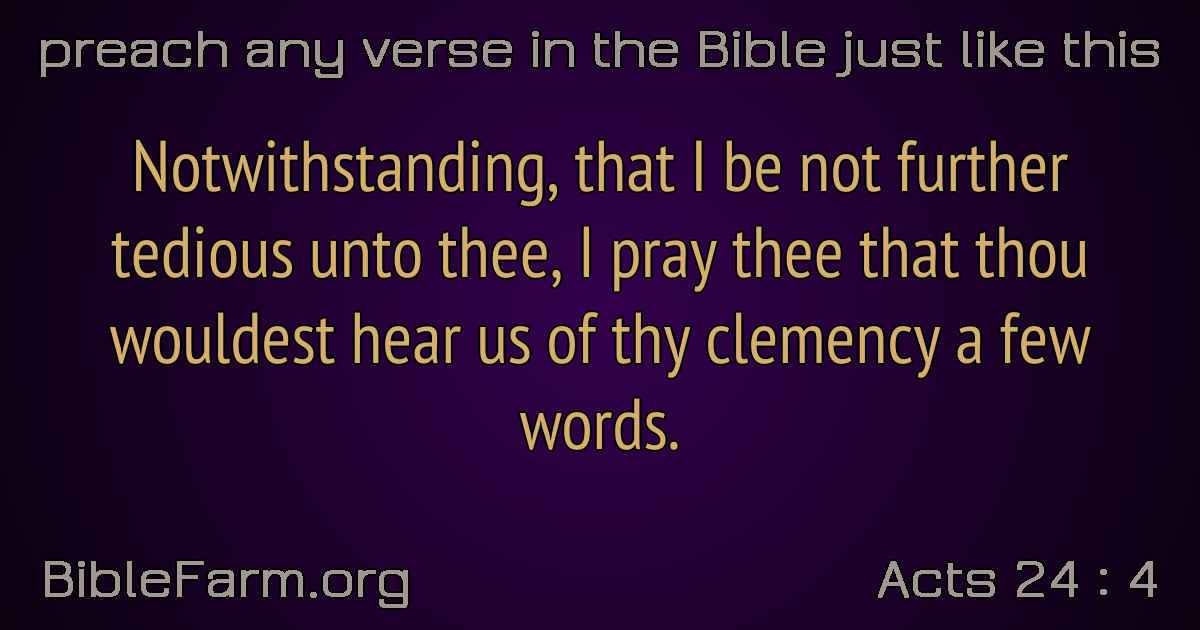 preach any verse in the Bible just like this
Notwithstanding, that I be not further
tedious unto thee, I pray thee that thou
wouldest hear us of thy clemency a few
words.
BibleFarm.org
Acts 24 : 4